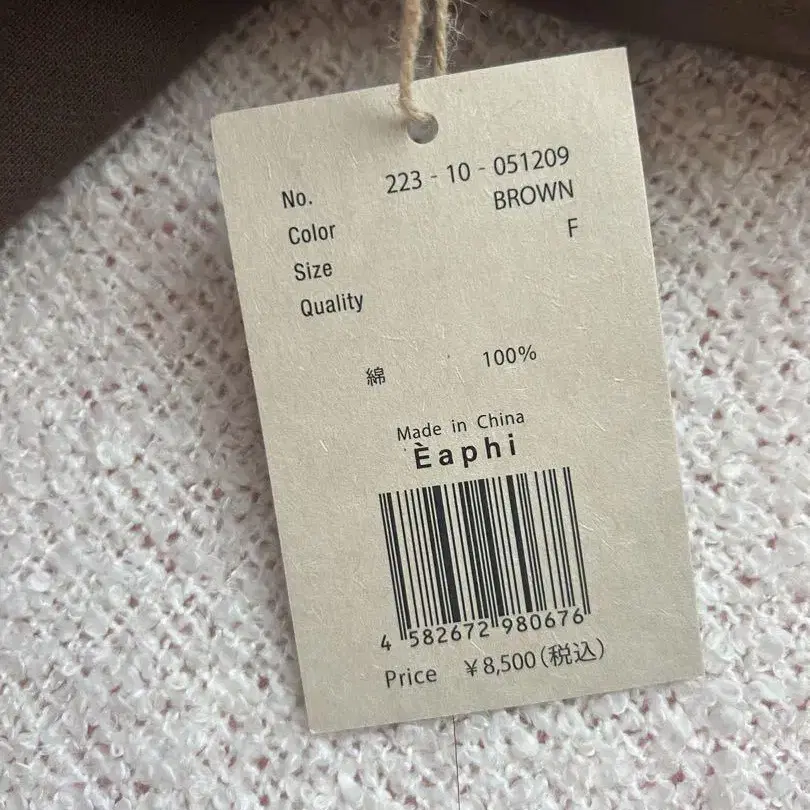 No. 223 - 10 - 051209
Color BROWN
Size F
Quality
綿 100%
Made in China
Èaphi
4 582672 980676
Price ¥8,500(税込)